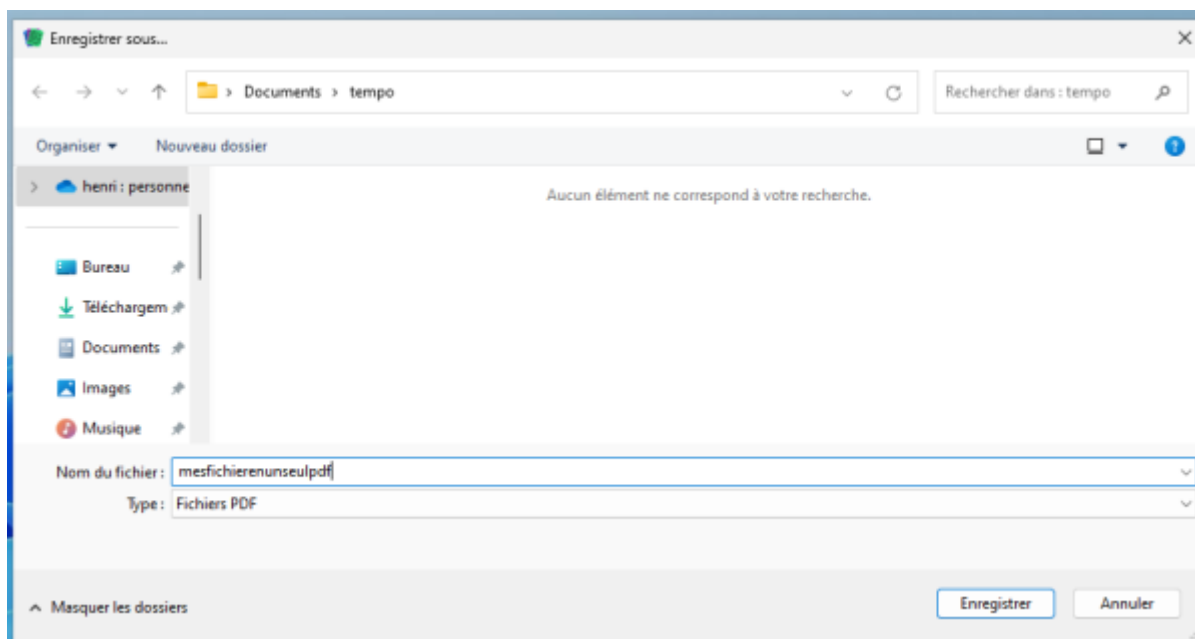 Enregistrer sous...
Documents > tempo
Rechercher dans : tempo
Organiser
Nouveau dossier
henri : personne
Aucun élément ne correspond à votre recherche.
Bureau
Téléchargem
Documents
Images
Musique
Nom du fichier : mesfichierenunseulpdf
Type : Fichiers PDF
Masquer les dossiers
Enregistrer
Annuler